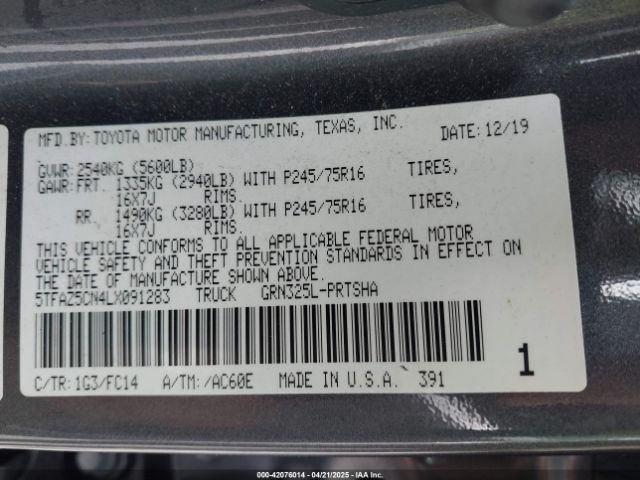 MFD.BY:TOYOTA MOTOR MANUFACTURING, TEXAS, INC. DATE:12/19
GVWR:2540KG (5600LB)
GAWR:FRT. 1335KG (2940LB) WITH P245/75R16 TIRES,
16X7J RIMS.
RR. 1490KG (3280LB) WITH P245/75R16 TIRES,
16X7J RIMS.
THIS VEHICLE CONFORMS TO ALL APPLICABLE FEDERAL MOTOR
VEHICLE SAFETY AND THEFT PREVENTION STANDARDS IN EFFECT ON
THE DATE OF MANUFACTURE SHOWN ABOVE.
5TFAZ5CN4LX091283 TRUCK GRN325L-PRTSHA
1
C/TR:1G3/FC14 A/TM:/AC60E MADE IN U.S.A. 391
000-42076014 - 04/21/2025 - IAA Inc.